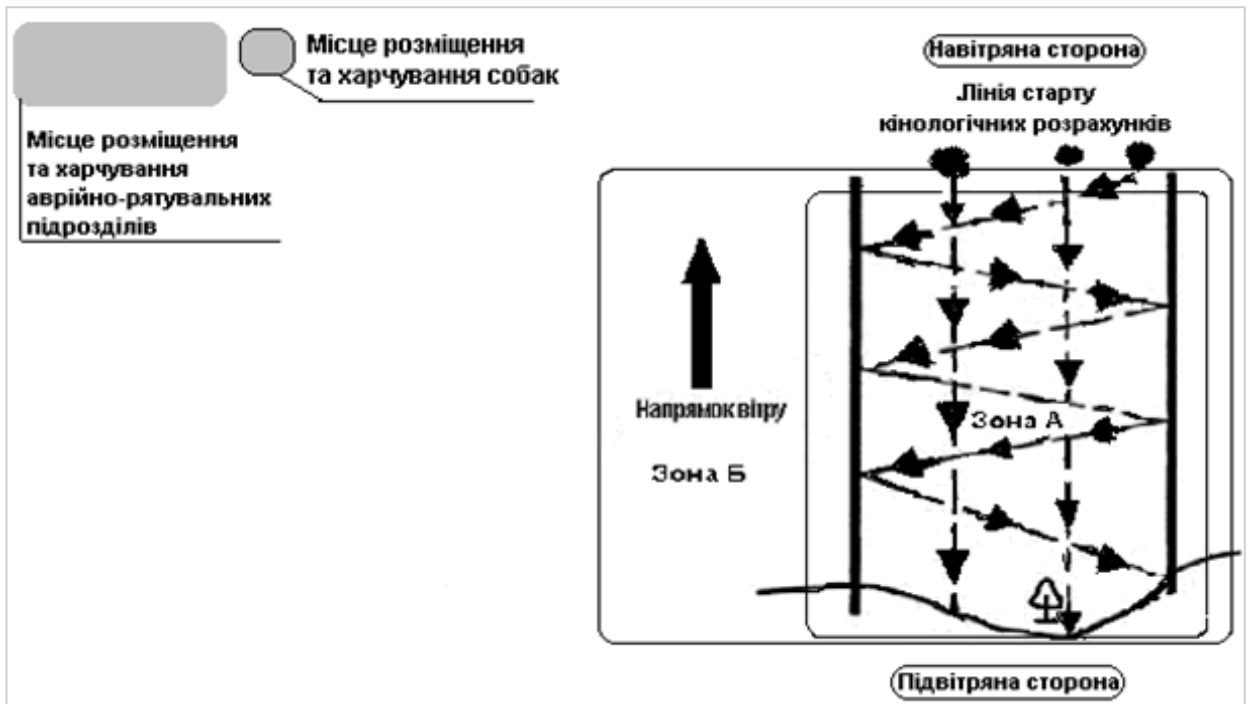 Місце розміщення
та харчування собак
Місце розміщення
та харчування
аврійно-рятувальних
підрозділів
Навітряна сторона
Лінія старту
кінологічних розрахунків
Напрямок вітру
Зона А
Зона Б
Підвітряна сторона